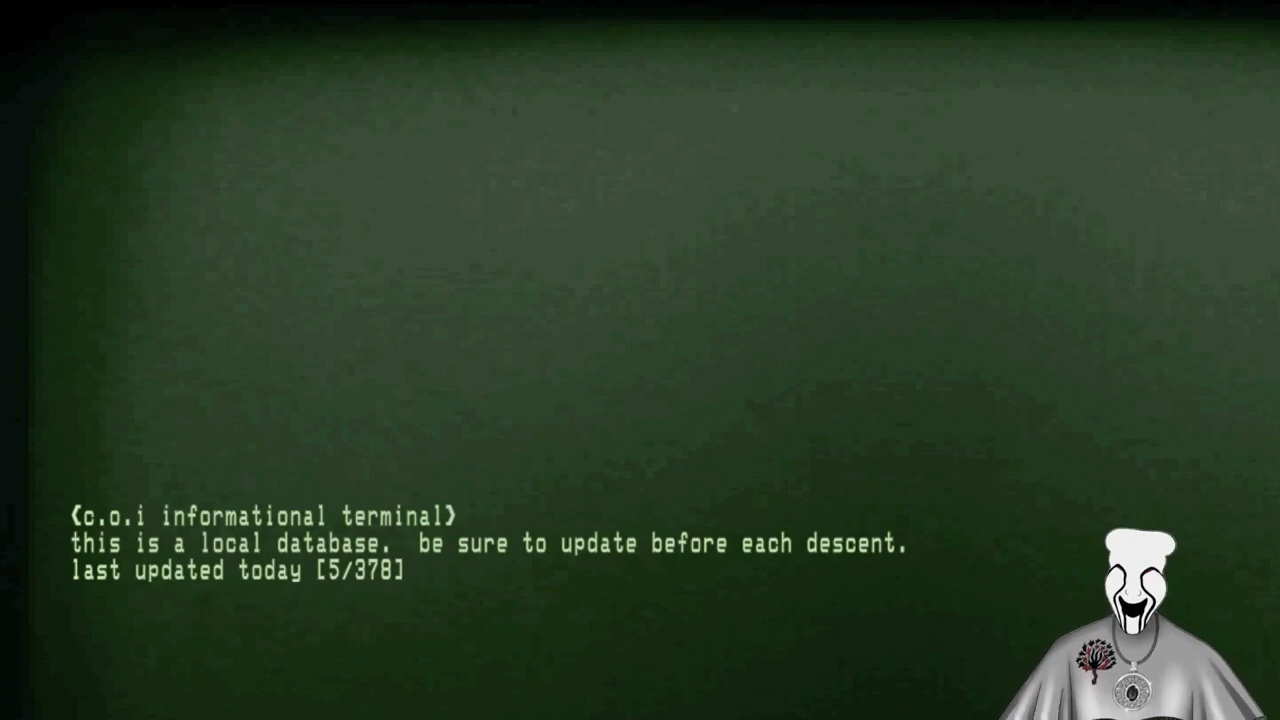 {c.o.i informational terminal}
this is a local database.  be sure to update before each descent.
last updated today [5/378]